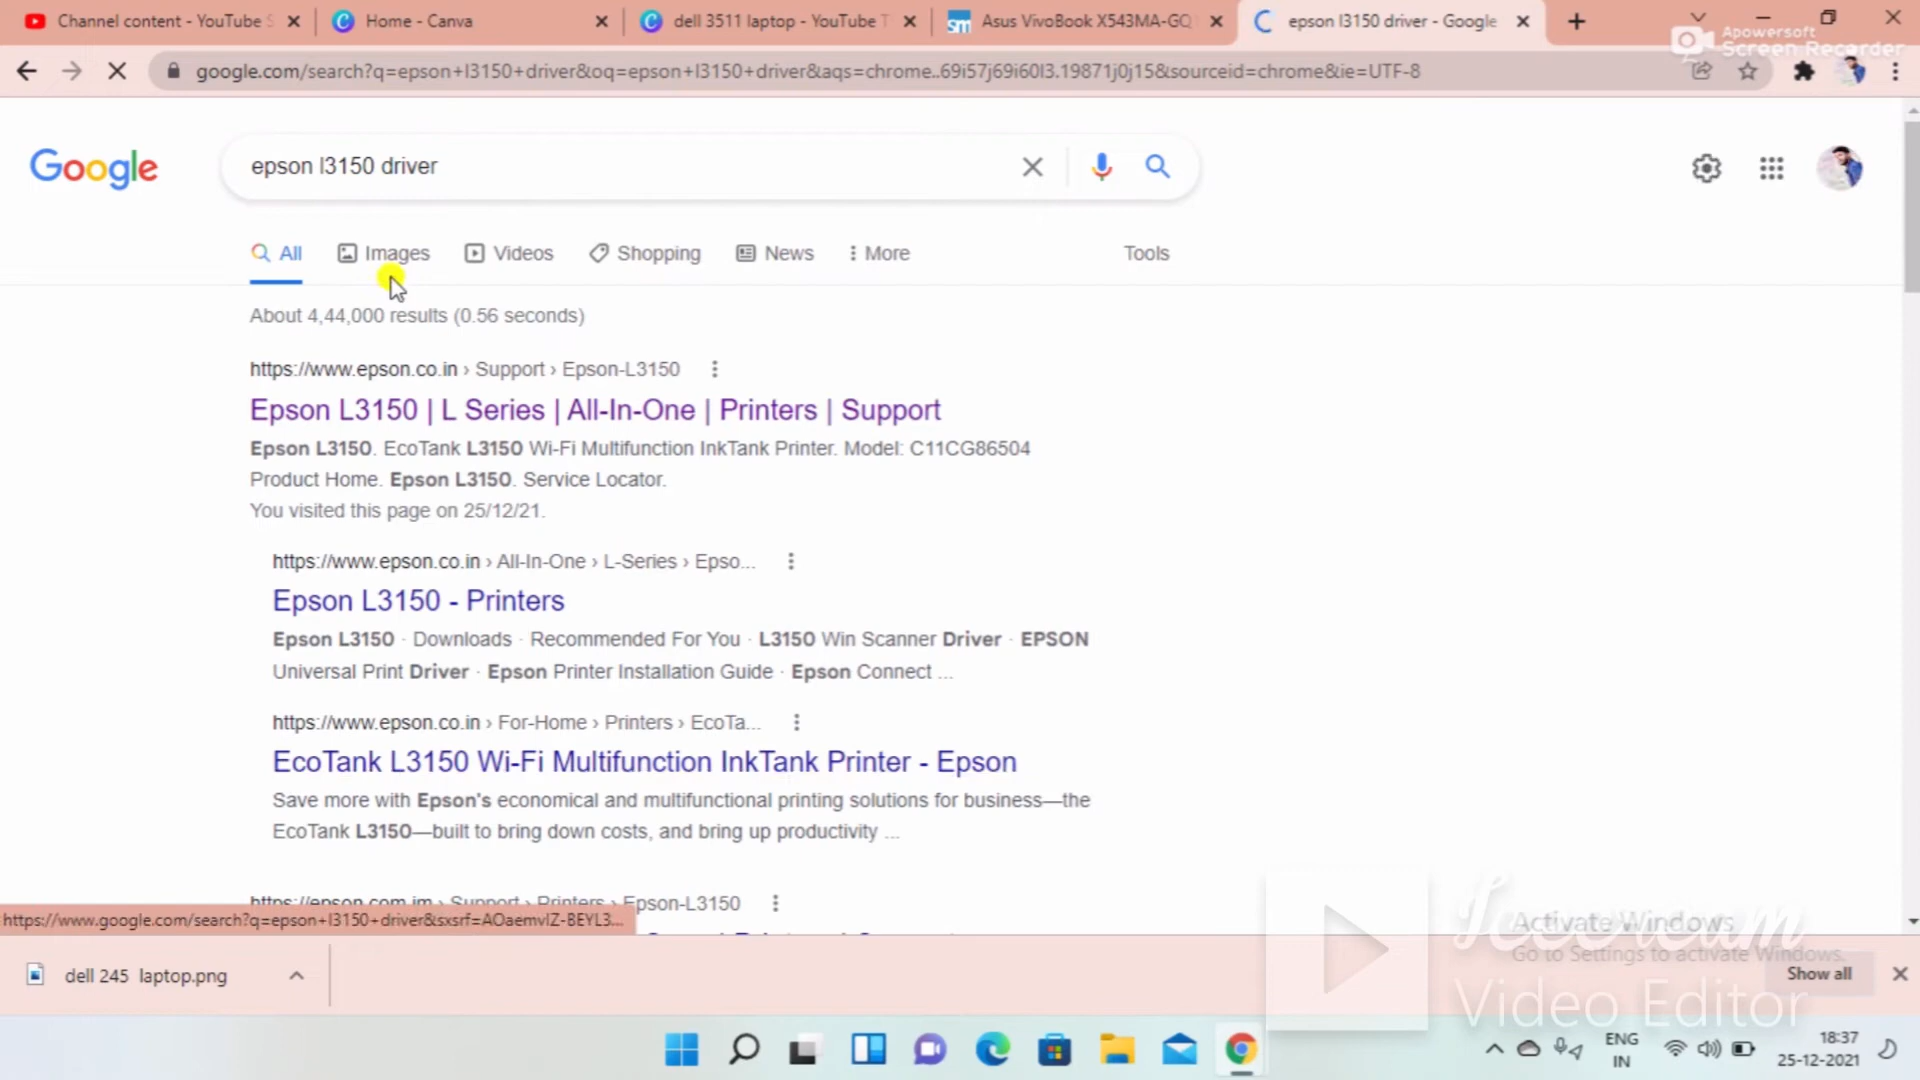 Channel content - YouTube S
Home - Canva
dell 3511 laptop - YouTube T
sm Asus VivoBook X543MA-GQ1
epson l3150 driver - Google
Apowersoft
Screen Recorder
google.com/search?q=epson+l3150+driver&oq=epson+l3150+driver&aqs=chrome..69i57j69i60l3.19871j0j15&sourceid=chrome&ie=UTF-8
Google
epson l3150 driver
All
Images
Videos
Shopping
News
More
Tools
About 4,44,000 results (0.56 seconds)
https://www.epson.co.in › Support › Epson-L3150
Epson L3150 | L Series | All-In-One | Printers | Support
Epson L3150. EcoTank L3150 Wi-Fi Multifunction InkTank Printer. Model: C11CG86504
Product Home. Epson L3150. Service Locator.
You visited this page on 25/12/21.
https://www.epson.co.in › All-In-One › L-Series › Epso...
Epson L3150 - Printers
Epson L3150 · Downloads · Recommended For You · L3150 Win Scanner Driver · EPSON
Universal Print Driver · Epson Printer Installation Guide · Epson Connect ...
https://www.epson.co.in › For-Home › Printers › EcoTa...
EcoTank L3150 Wi-Fi Multifunction InkTank Printer - Epson
Save more with Epson's economical and multifunctional printing solutions for business—the
EcoTank L3150—built to bring down costs, and bring up productivity ...
https://epson.com.jm › Support › Printers › Epson-L3150
https://www.google.com/search?q=epson+l3150+driver&sxsrf=AOaemvIZ-BEYL3...
Activate Windows
Go to Settings to activate Windows.
Icecream
Video Editor
dell 245 laptop.png
Show all
ENG
IN
18:37
25-12-2021